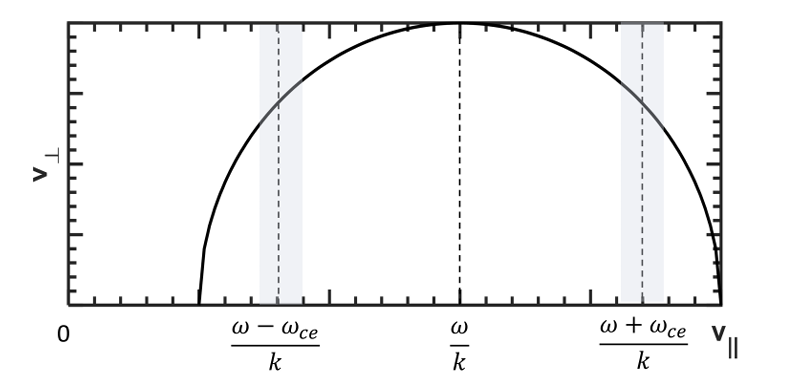 v⊥
0
(ω − ω_ce)/k
ω/k
(ω + ω_ce)/k
v||